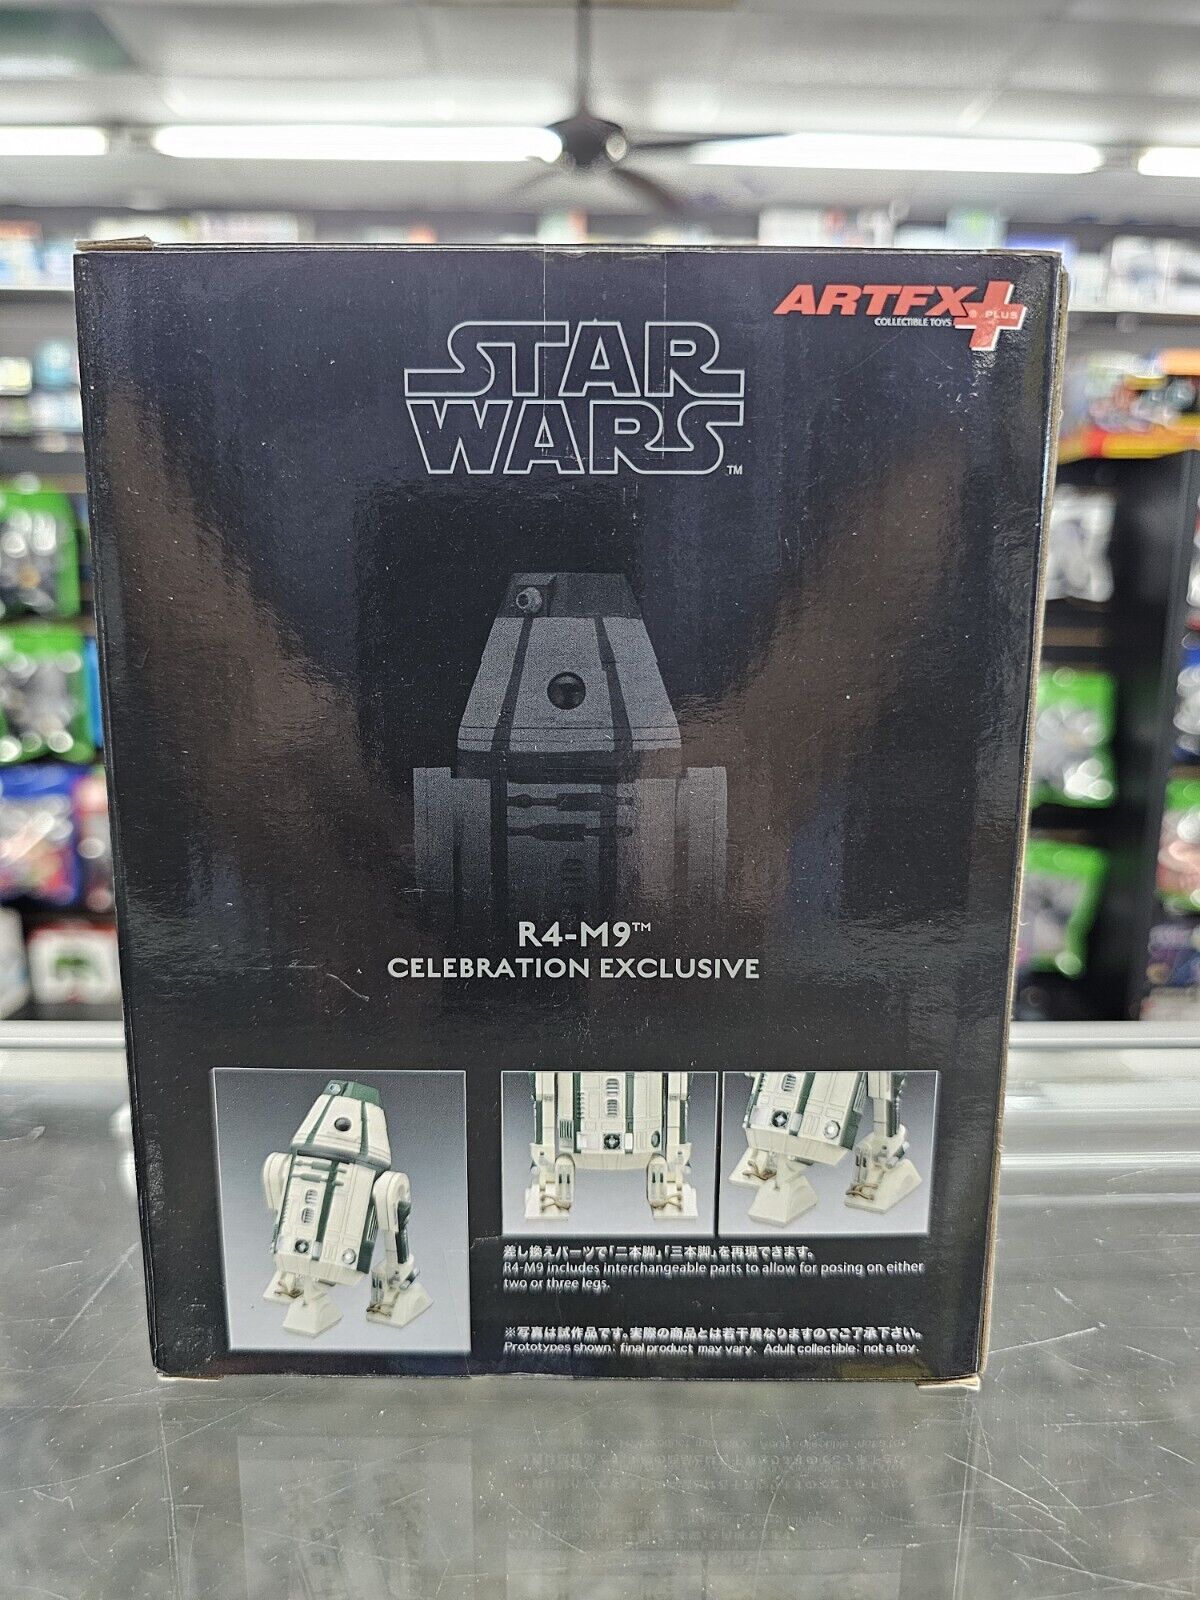 ARTFX
® PLUS
COLLECTIBLE TOYS
STAR
WARS™
R4-M9™
CELEBRATION EXCLUSIVE
差し換えパーツで「二本脚」「三本脚」を再現できます。
R4-M9 includes interchangeable parts to allow for posing on either
two or three legs.
※写真は試作品です。実際の商品とは若干異なりますのでご了承下さい。
Prototypes shown; final product may vary. Adult collectible; not a toy.